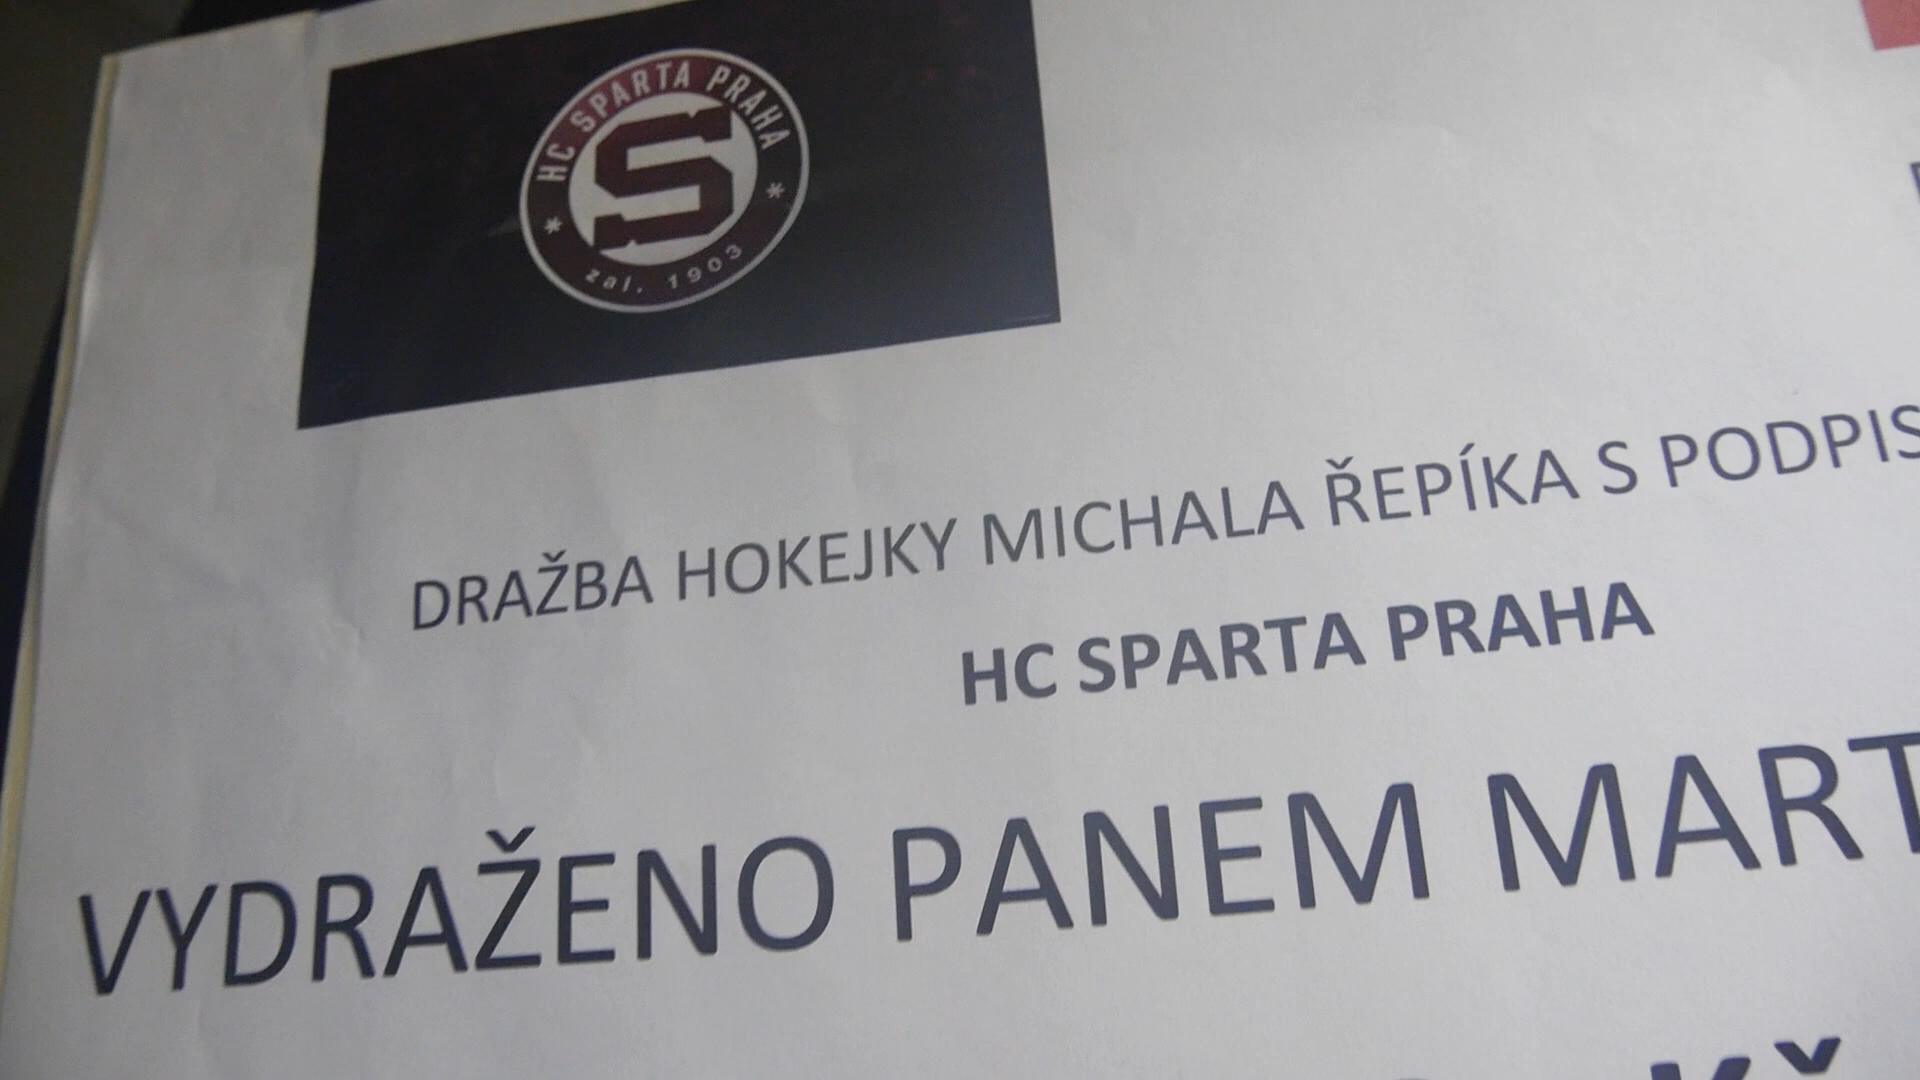 HC SPARTA PRAHA
S
zal. 1903
DRAŽBA HOKEJKY MICHALA ŘEPÍKA S PODPIS
HC SPARTA PRAHA
VYDRAŽENO PANEM MART